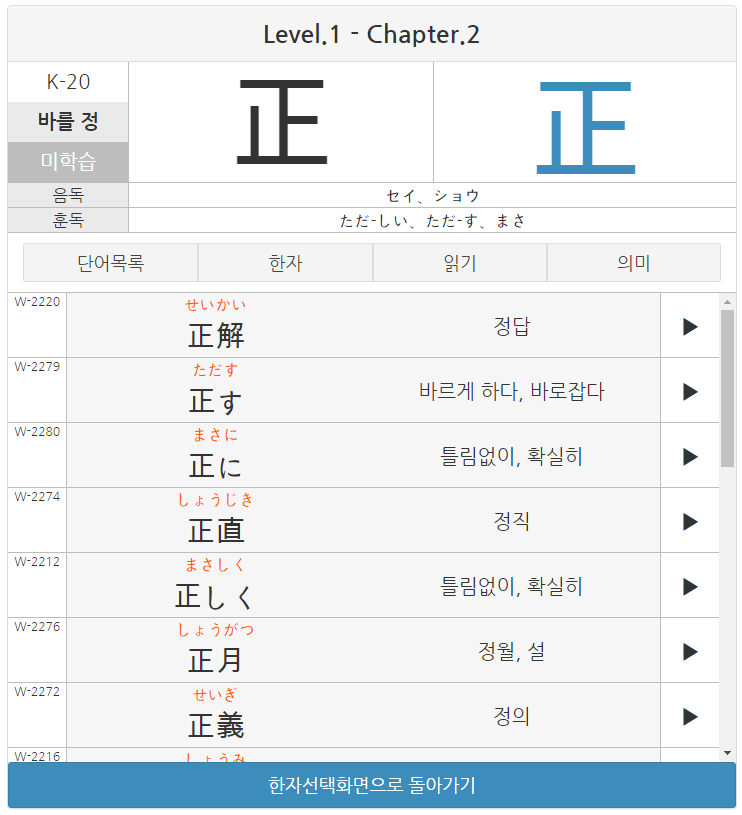 Level.1 - Chapter.2
K-20
바를 정
미학습
正
正
음독
セイ、ショウ
훈독
ただ-しい、ただ-す、まさ
단어목록
한자
읽기
의미
W-2220
せいかい
正解
정답
▶
W-2279
ただす
正す
바르게 하다, 바로잡다
▶
W-2280
まさに
正に
틀림없이, 확실히
▶
W-2274
しょうじき
正直
정직
▶
W-2212
まさしく
正しく
틀림없이, 확실히
▶
W-2276
しょうがつ
正月
정월, 설
▶
W-2272
せいぎ
正義
정의
▶
W-2216
しょうみ
한자선택화면으로 돌아가기